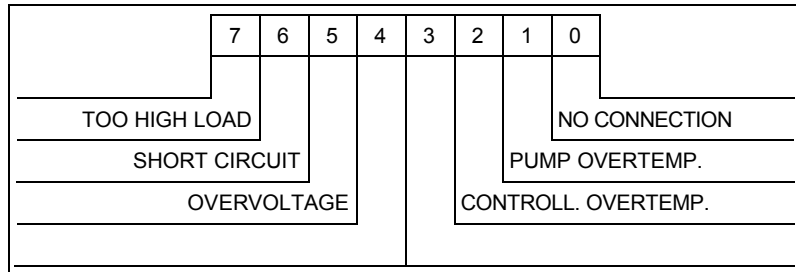 7 6 5 4 3 2 1 0
TOO HIGH LOAD NO CONNECTION
SHORT CIRCUIT PUMP OVERTEMP.
OVERVOLTAGE CONTROLL. OVERTEMP.